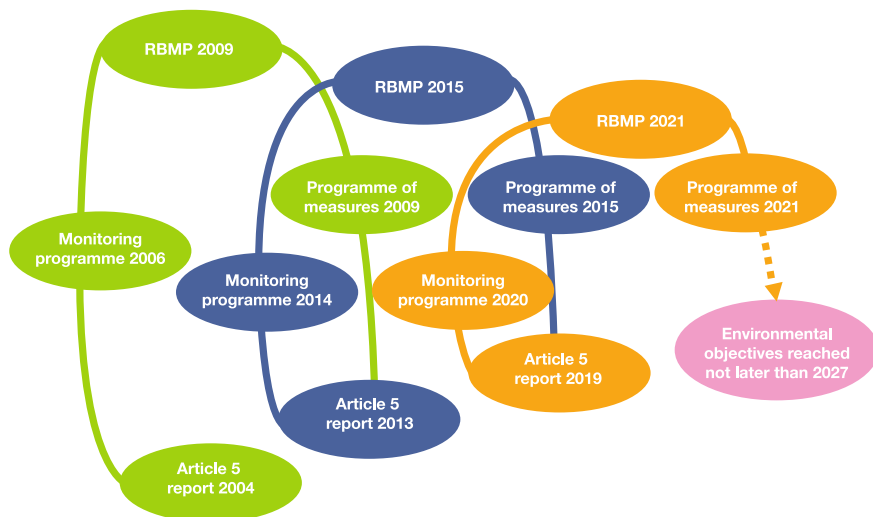 RBMP 2009
RBMP 2015
RBMP 2021
Programme of
measures 2009
Programme of
measures 2015
Programme of
measures 2021
Monitoring
programme 2006
Monitoring
programme 2014
Monitoring
programme 2020
Environmental
objectives reached
not later than 2027
Article 5
report 2019
Article 5
report 2013
Article 5
report 2004